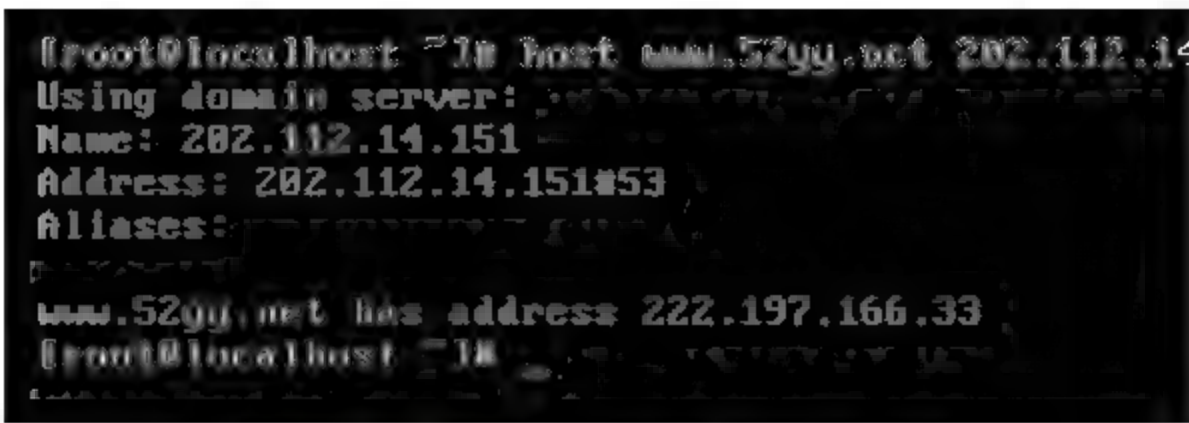 [root@localhost ~]# host www.52yy.net 202.112.14
Using domain server:
Name: 202.112.14.151
Address: 202.112.14.151#53
Aliases:
www.52yy.net has address 222.197.166.33
[root@localhost ~]# _